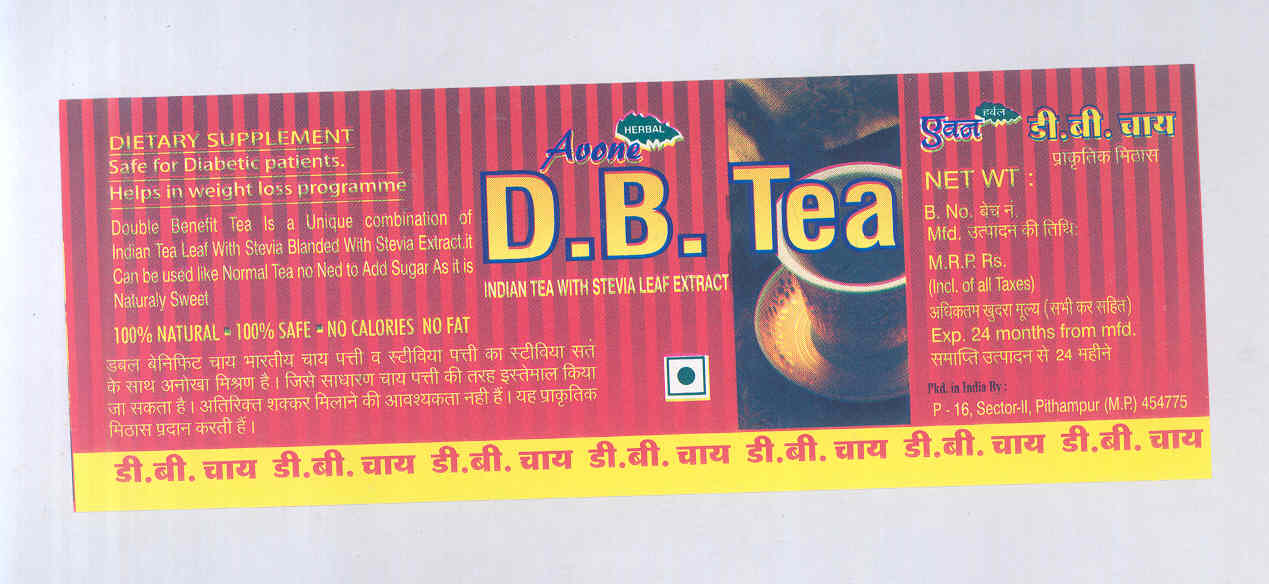 DIETARY SUPPLEMENT
Safe for Diabetic patients.
Helps in weight loss programme
Double Benefit Tea Is a Unique combination of
Indian Tea Leaf With Stevia Blanded With Stevia Extract.it
Can be used like Normal Tea no Ned to Add Sugar As it is
Naturaly Sweet
100% NATURAL - 100% SAFE - NO CALORIES NO FAT
डबल बेनिफिट चाय भारतीय चाय पत्ती व स्टीविया पत्ती का स्टीविया सतं
के साथ अनोखा मिश्रण है। जिसे साधारण चाय पत्ती की तरह इस्तेमाल किया
जा सकता है। अतिरिक्त शक्कर मिलाने की आवश्यकता नही हैं। यह प्राकृतिक
मिठास प्रदान करती हैं।
HERBAL
Avone
D.B. Tea
INDIAN TEA WITH STEVIA LEAF EXTRACT
हर्बल
एवन डी.बी. चाय
प्राकृतिक मिठास
NET WT :
B. No. बेच नं.
Mfd. उत्पादन की तिथि:
M.R.P. Rs.
(Incl. of all Taxes)
अधिकतम खुदरा मूल्य (सभी कर सहित)
Exp. 24 months from mfd.
समाप्ति उत्पादन से 24 महीने
Pkd. in India By :
P - 16, Sector-II, Pithampur (M.P.) 454775
डी.बी. चाय डी.बी. चाय डी.बी. चाय डी.बी. चाय डी.बी. चाय डी.बी. चाय डी.बी. चाय